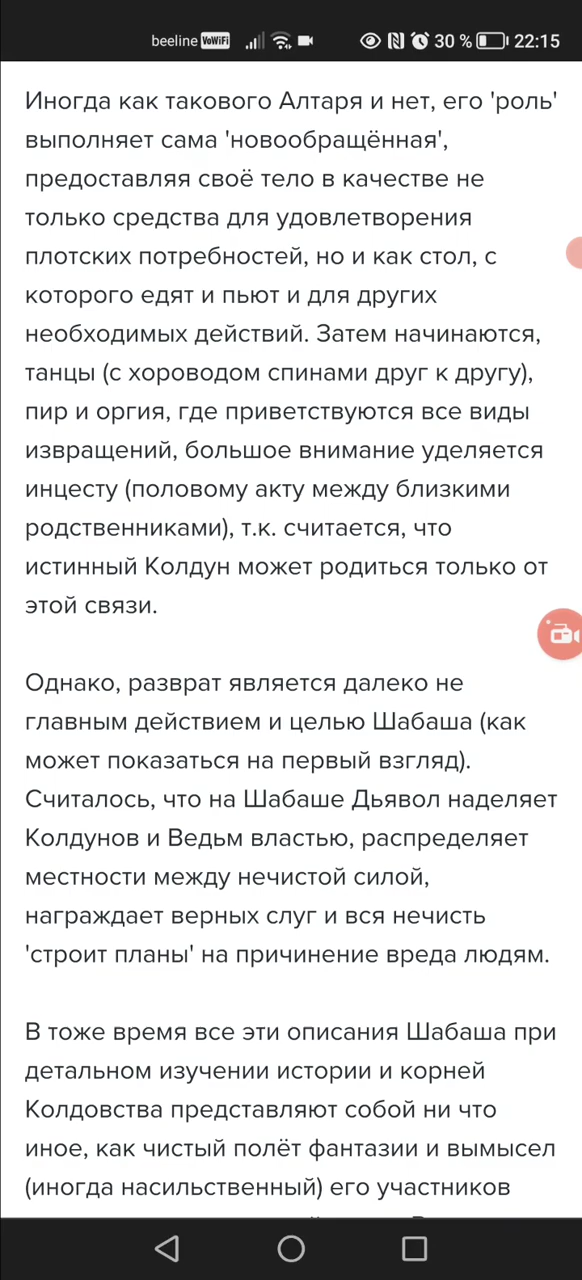 beeline VoWiFi 30 % 22:15
Иногда как такового Алтаря и нет, его 'роль'
выполняет сама 'новообращённая',
предоставляя своё тело в качестве не
только средства для удовлетворения
плотских потребностей, но и как стол, с
которого едят и пьют и для других
необходимых действий. Затем начинаются,
танцы (с хороводом спинами друг к другу),
пир и оргия, где приветствуются все виды
извращений, большое внимание уделяется
инцесту (половому акту между близкими
родственниками), т.к. считается, что
истинный Колдун может родиться только от
этой связи.
Однако, разврат является далеко не
главным действием и целью Шабаша (как
может показаться на первый взгляд).
Считалось, что на Шабаше Дьявол наделяет
Колдунов и Ведьм властью, распределяет
местности между нечистой силой,
награждает верных слуг и вся нечисть
'строит планы' на причинение вреда людям.
В тоже время все эти описания Шабаша при
детальном изучении истории и корней
Колдовства представляют собой ни что
иное, как чистый полёт фантазии и вымысел
(иногда насильственный) его участников